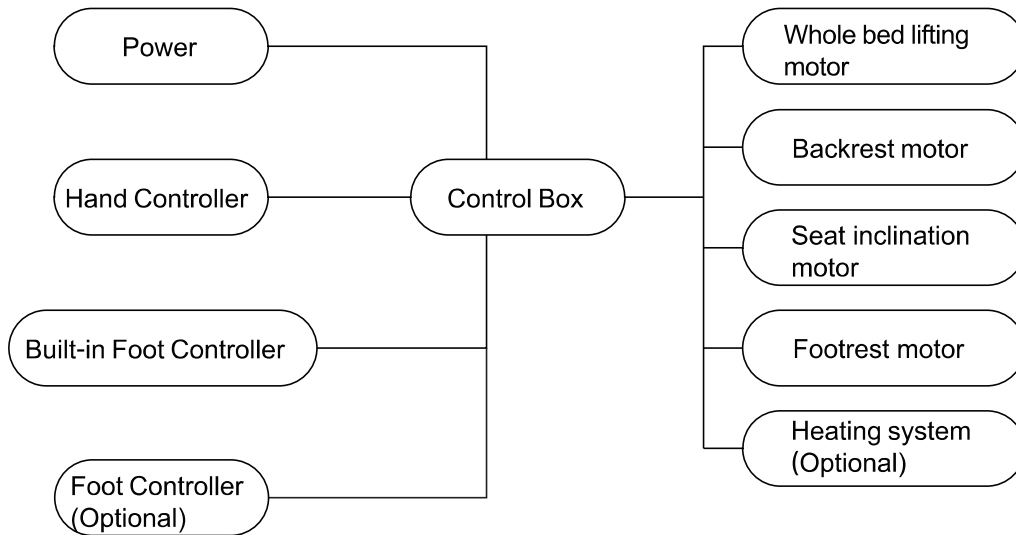 Power
Hand Controller
Built-in Foot Controller
Foot Controller
(Optional)
Control Box
Whole bed lifting
motor
Backrest motor
Seat inclination
motor
Footrest motor
Heating system
(Optional)